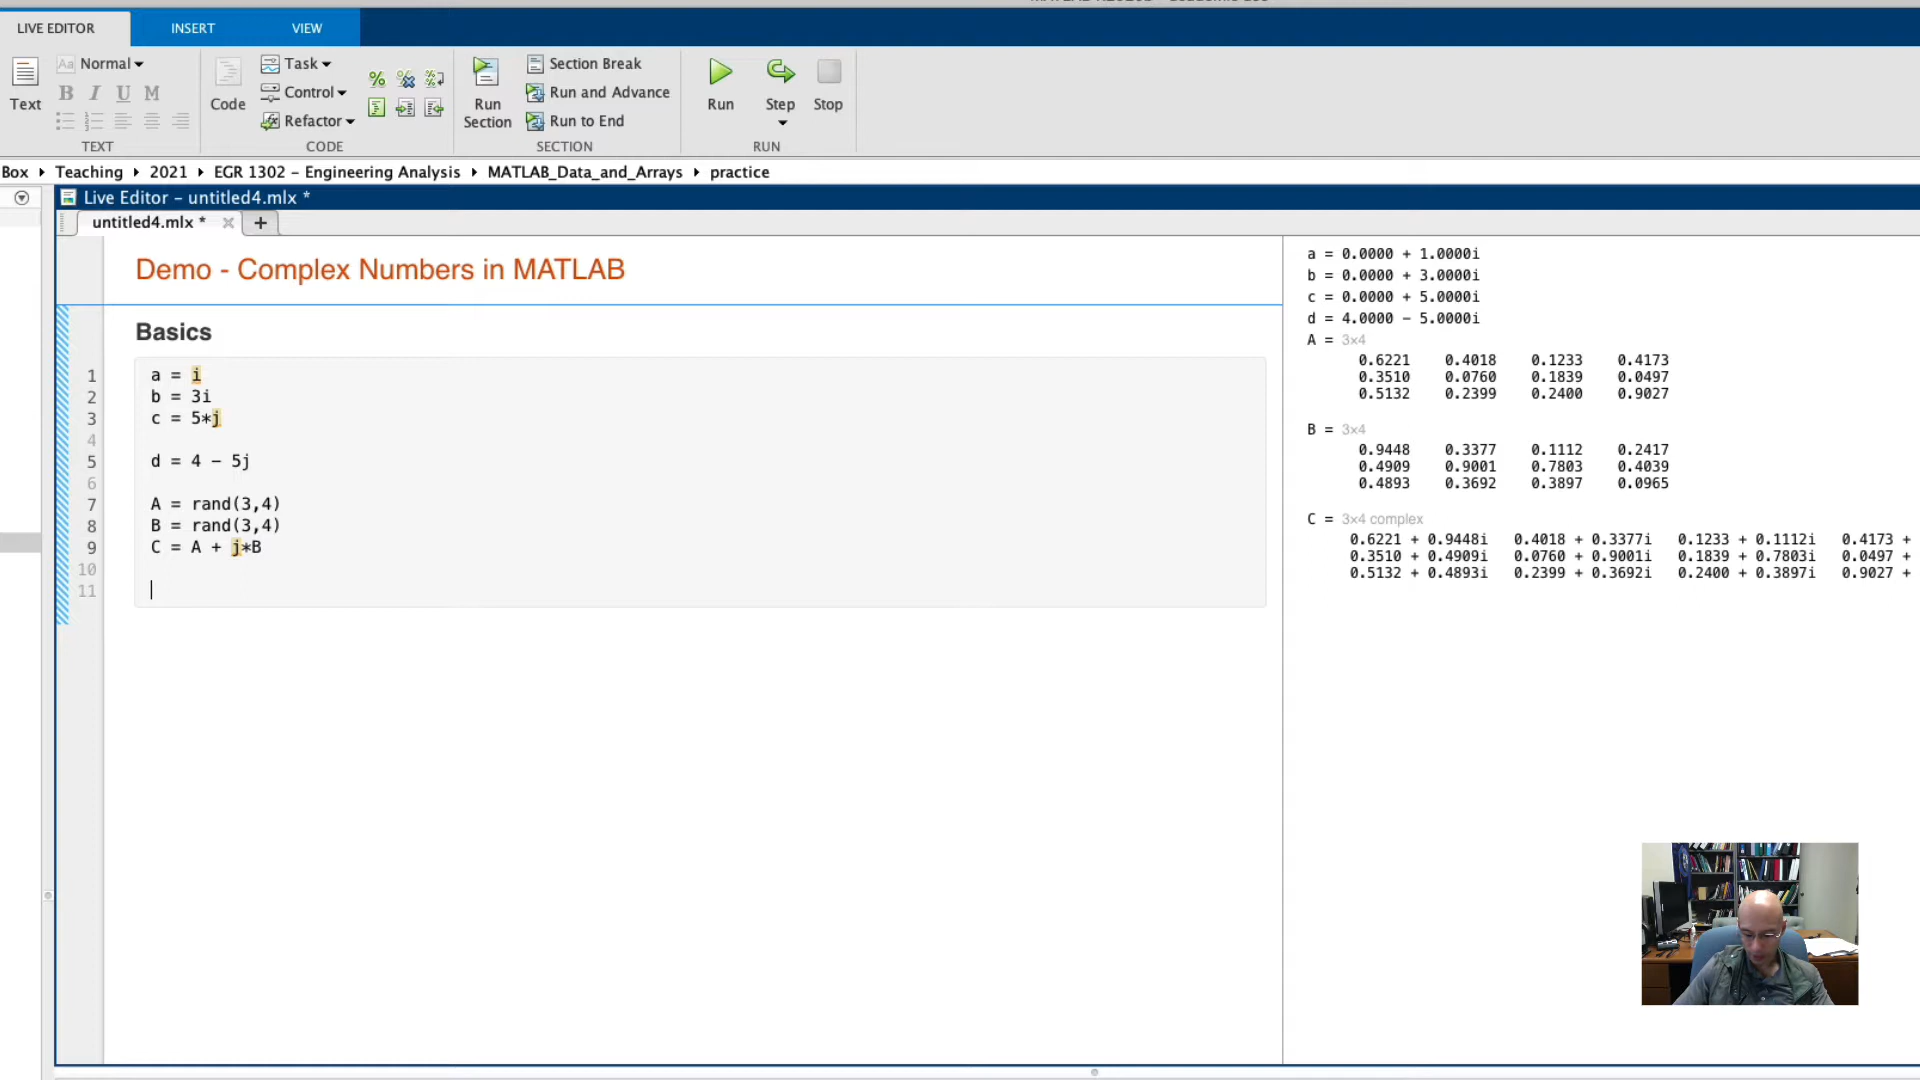 LIVE EDITOR INSERT VIEW
Text
Aa Normal
B I U M
TEXT
Code
Task
Control
Refactor
CODE
Run Section
Section Break
Run and Advance
Run to End
SECTION
Run
Step
Stop
RUN
Box Teaching 2021 EGR 1302 – Engineering Analysis MATLAB_Data_and_Arrays practice
Live Editor – untitled4.mlx *
untitled4.mlx *
Demo - Complex Numbers in MATLAB
Basics
1 a = i
2 b = 3i
3 c = 5*j
4
5 d = 4 - 5j
6
7 A = rand(3,4)
8 B = rand(3,4)
9 C = A + j*B
10
11
a = 0.0000 + 1.0000i
b = 0.0000 + 3.0000i
c = 0.0000 + 5.0000i
d = 4.0000 - 5.0000i
A = 3×4
0.6221 0.4018 0.1233 0.4173
0.3510 0.0760 0.1839 0.0497
0.5132 0.2399 0.2400 0.9027
B = 3×4
0.9448 0.3377 0.1112 0.2417
0.4909 0.9001 0.7803 0.4039
0.4893 0.3692 0.3897 0.0965
C = 3×4 complex
0.6221 + 0.9448i 0.4018 + 0.3377i 0.1233 + 0.1112i 0.4173 +
0.3510 + 0.4909i 0.0760 + 0.9001i 0.1839 + 0.7803i 0.0497 +
0.5132 + 0.4893i 0.2399 + 0.3692i 0.2400 + 0.3897i 0.9027 +